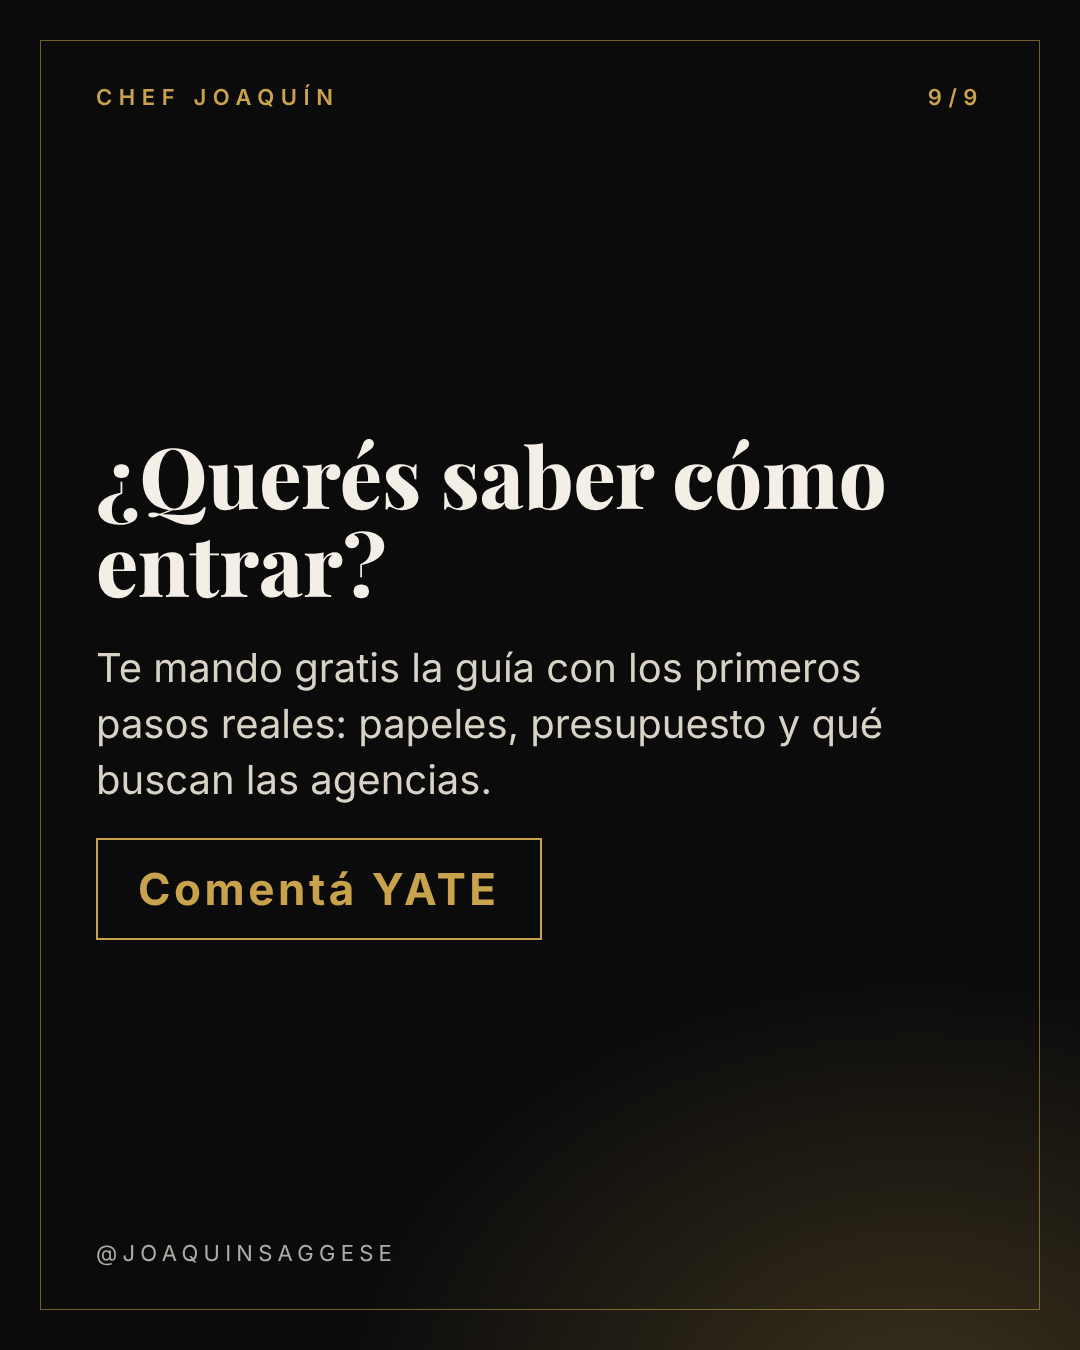 CHEF JOAQUÍN
9/9
¿Querés saber cómo
entrar?
Te mando gratis la guía con los primeros
pasos reales: papeles, presupuesto y qué
buscan las agencias.
Comentá YATE
@JOAQUINSAGGESE